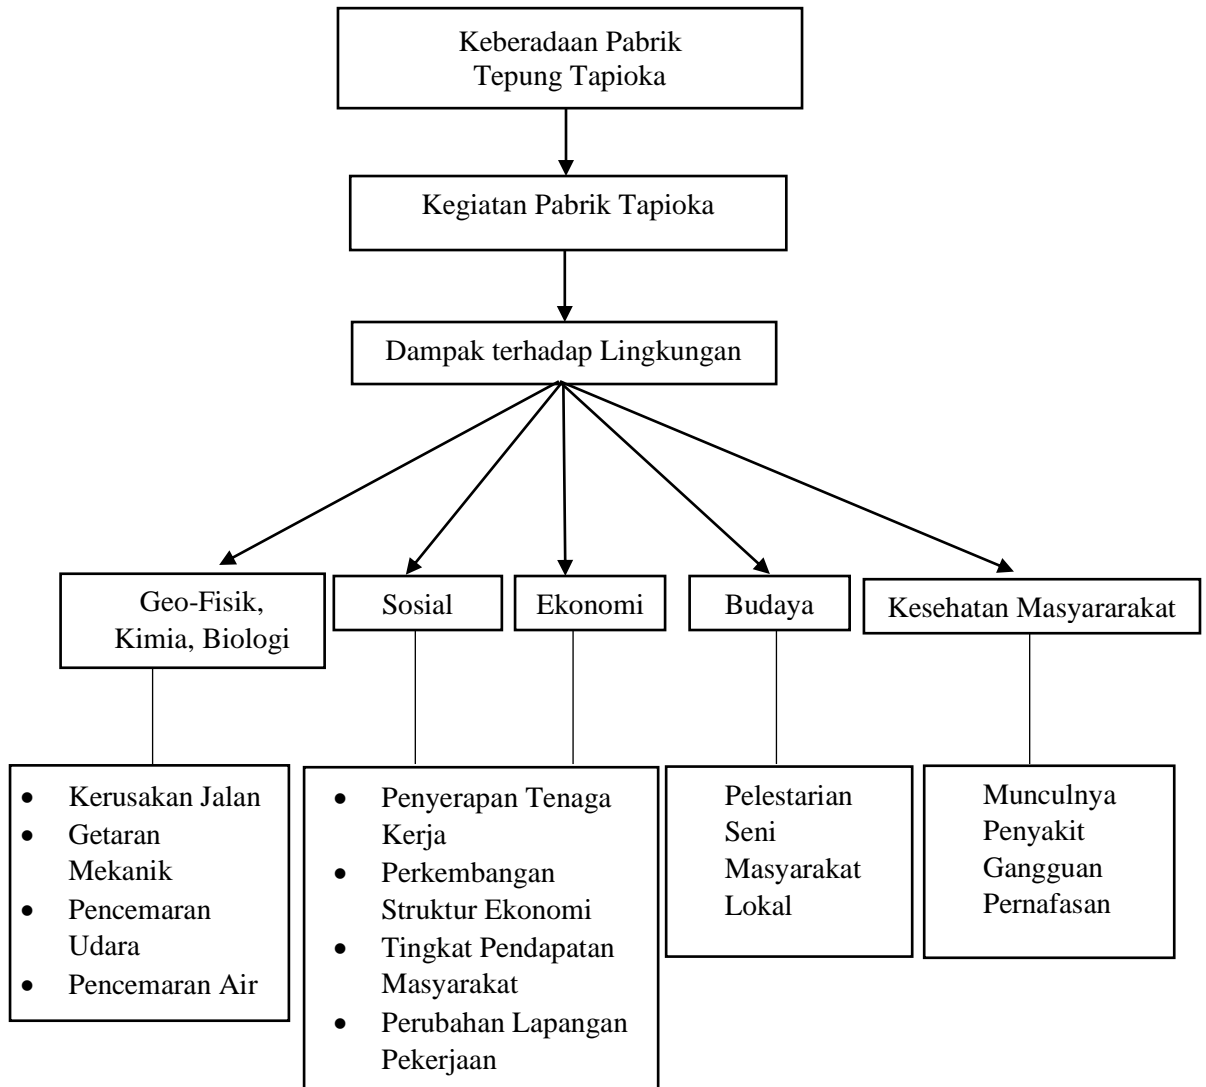 Keberadaan Pabrik
Tepung Tapioka
Kegiatan Pabrik Tapioka
Dampak terhadap Lingkungan
Geo-Fisik,
Kimia, Biologi
Sosial
Ekonomi
Budaya
Kesehatan Masyararakat
• Kerusakan Jalan
• Getaran
Mekanik
• Pencemaran
Udara
• Pencemaran Air
• Penyerapan Tenaga
Kerja
• Perkembangan
Struktur Ekonomi
• Tingkat Pendapatan
Masyarakat
• Perubahan Lapangan
Pekerjaan
Pelestarian
Seni
Masyarakat
Lokal
Munculnya
Penyakit
Gangguan
Pernafasan